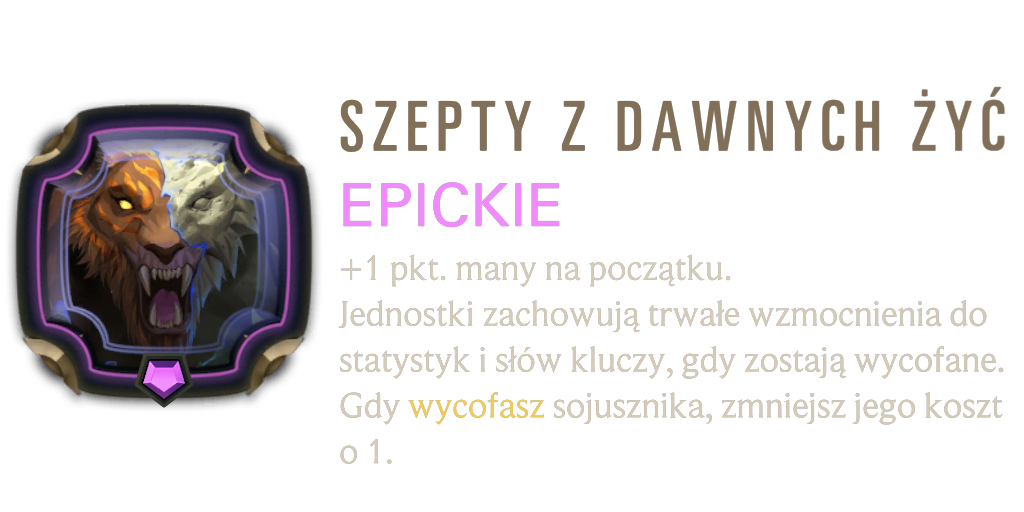 SZEPTY Z DAWNYCH ŻYĆ
EPICKIE
+1 pkt. many na początku.
Jednostki zachowują trwałe wzmocnienia do
statystyk i słów kluczy, gdy zostają wycofane.
Gdy wycofasz sojusznika, zmniejsz jego koszt
o 1.